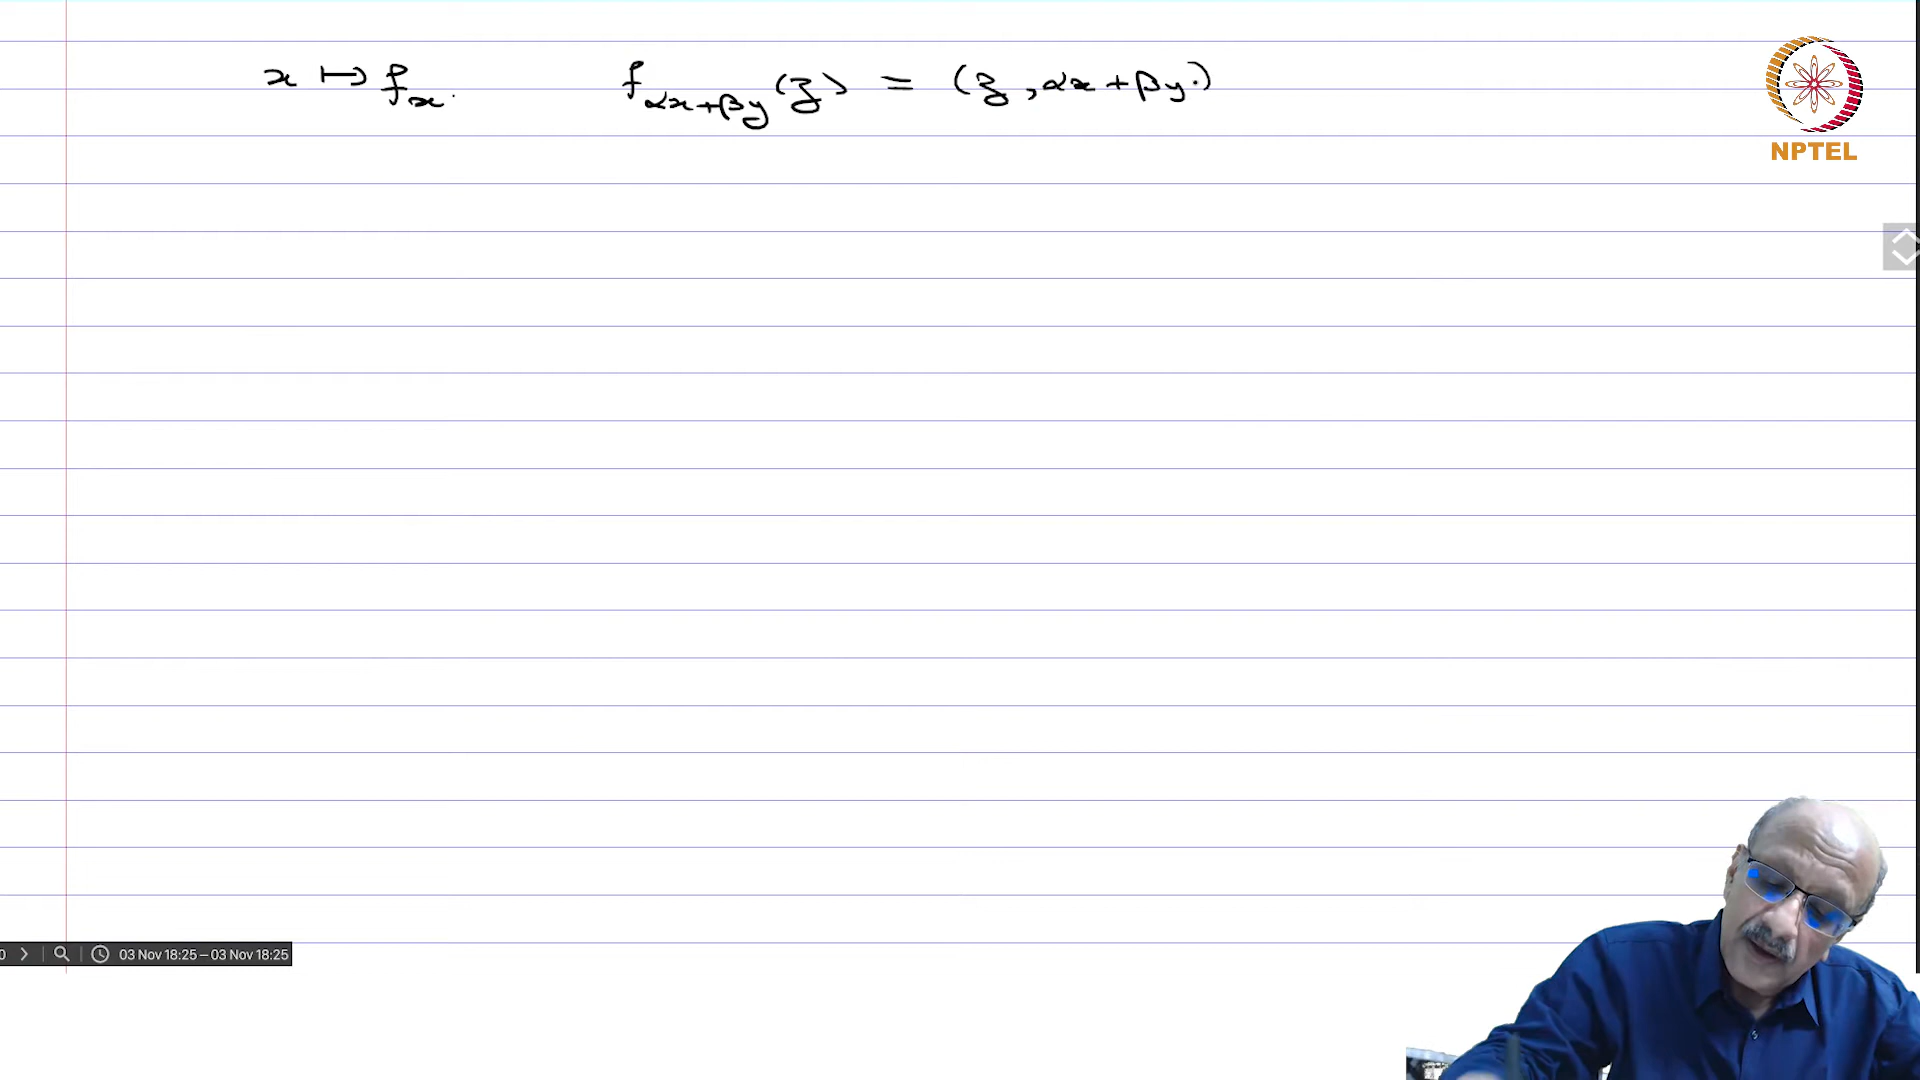 x ↦ f_x. f_{αx+βy}(z) = (z, αx+βy.)
NPTEL
03 Nov 18:25 – 03 Nov 18:25